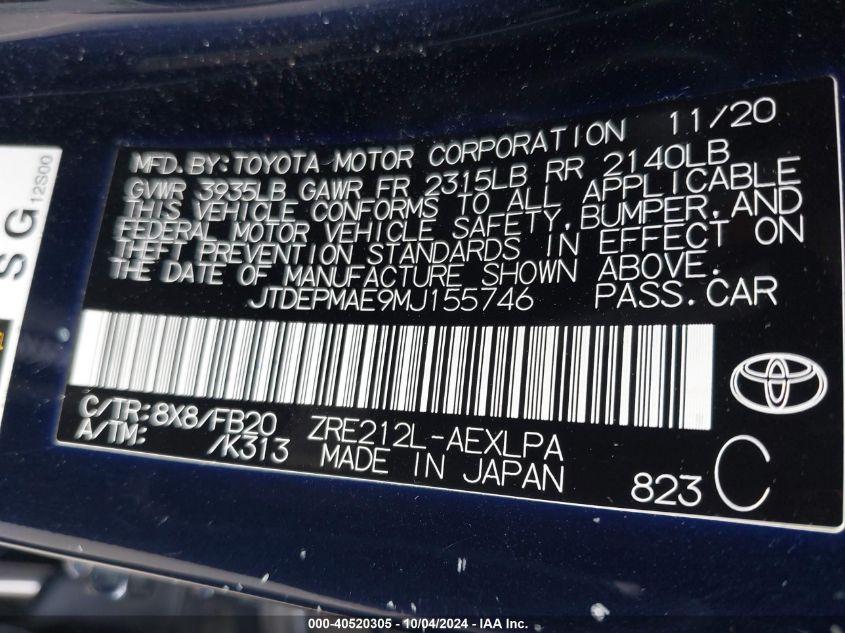 MFD.BY:TOYOTA MOTOR CORPORATION 11/20
GVWR 3935LB GAWR FR 2315LB RR 2140LB
THIS VEHICLE CONFORMS TO ALL APPLICABLE
FEDERAL MOTOR VEHICLE SAFETY,BUMPER,AND
THEFT PREVENTION STANDARDS IN EFFECT ON
THE DATE OF MANUFACTURE SHOWN ABOVE.
JTDEPMAE9MJ155746 PASS.CAR
C/TR:8X8/FB20 ZRE212L-AEXLPA
A/TM: /K313 MADE IN JAPAN
823 C
SG
12S00
000-40520305 - 10/04/2024 - IAA Inc.